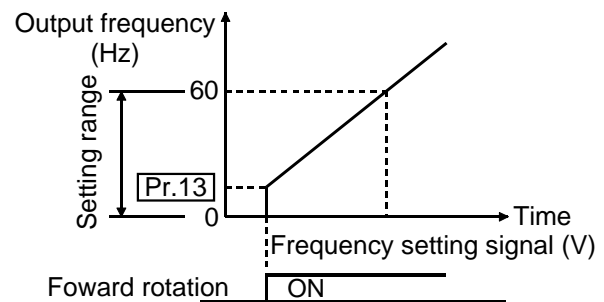 Output frequency
(Hz)
Setting range
60
Pr.13
0
Time
Frequency setting signal (V)
Foward rotation
ON